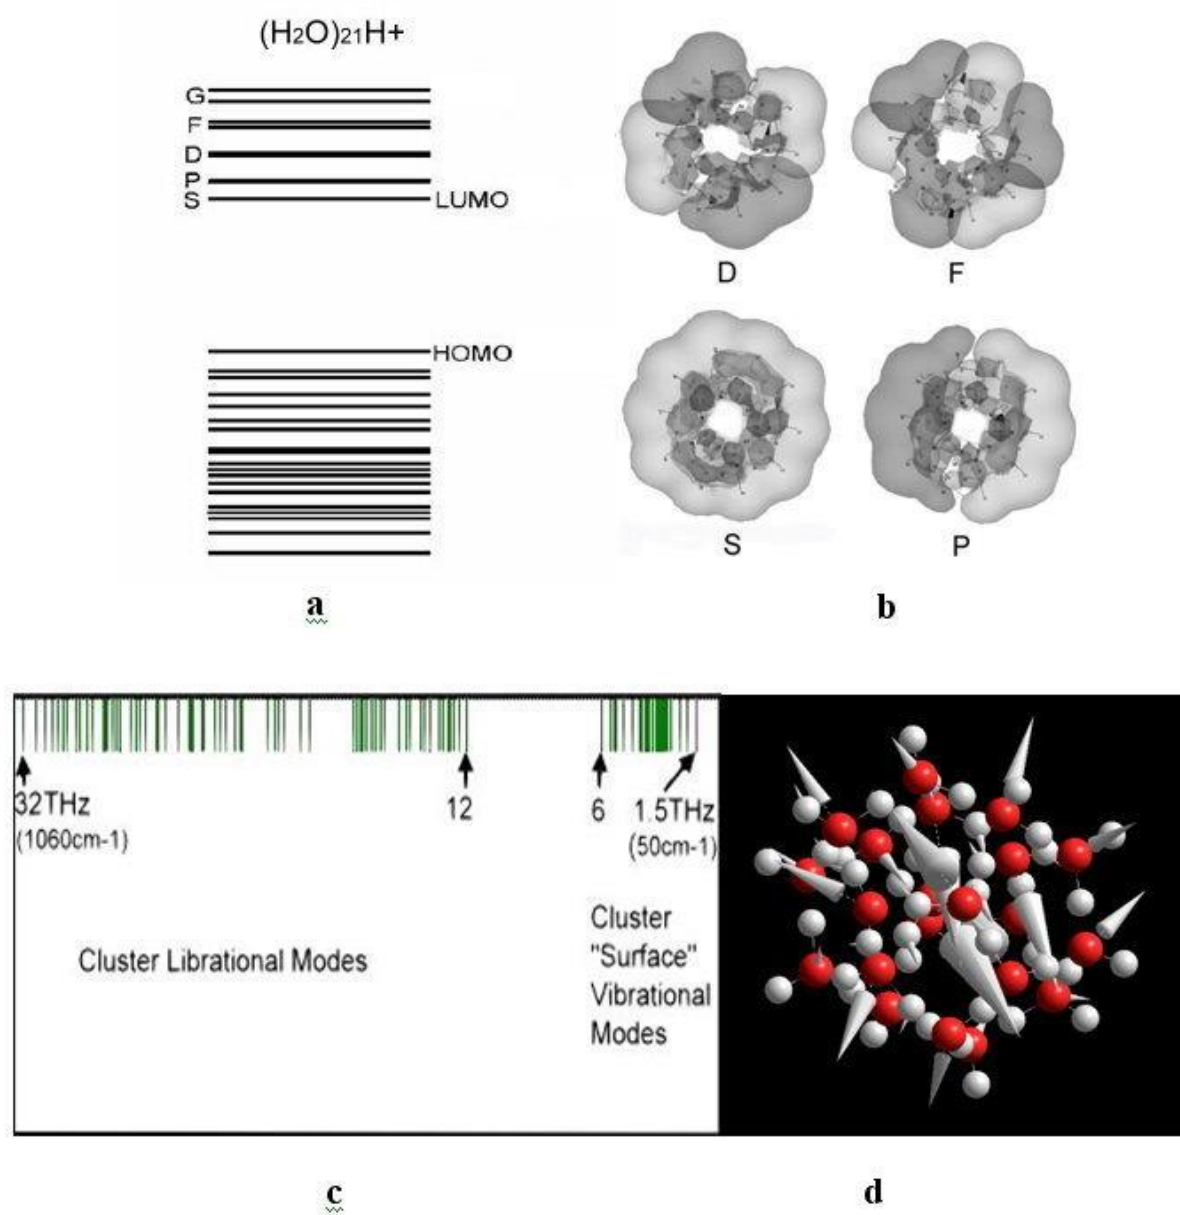 (H2O)21H+
G
F
D
P
S
LUMO
HOMO
D
F
S
P
a
b
32THz
(1060cm-1)
12
6
1.5THz
(50cm-1)
Cluster Librational Modes
Cluster
"Surface"
Vibrational
Modes
c
d